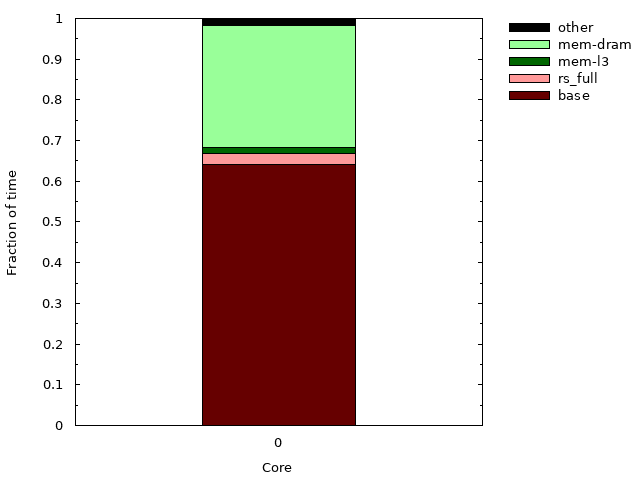 1
0.9
0.8
0.7
0.6
0.5
0.4
0.3
0.2
0.1
0
Fraction of time
0
Core
other
mem-dram
mem-l3
rs_full
base